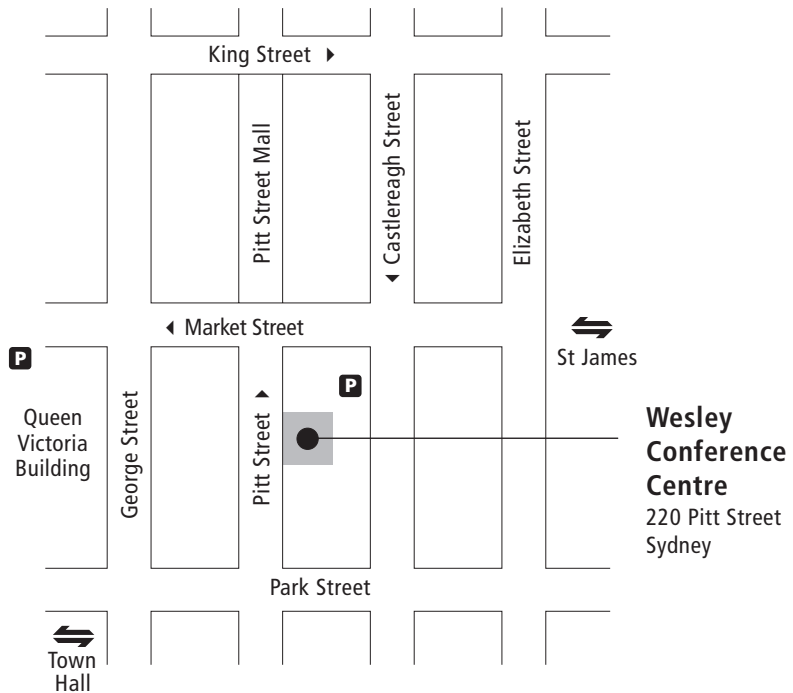 King Street
Pitt Street Mall
Castlereagh Street
Elizabeth Street
Market Street
P
St James
P
Queen
Victoria
Building
George Street
Pitt Street
Wesley
Conference
Centre
220 Pitt Street
Sydney
Park Street
Town
Hall